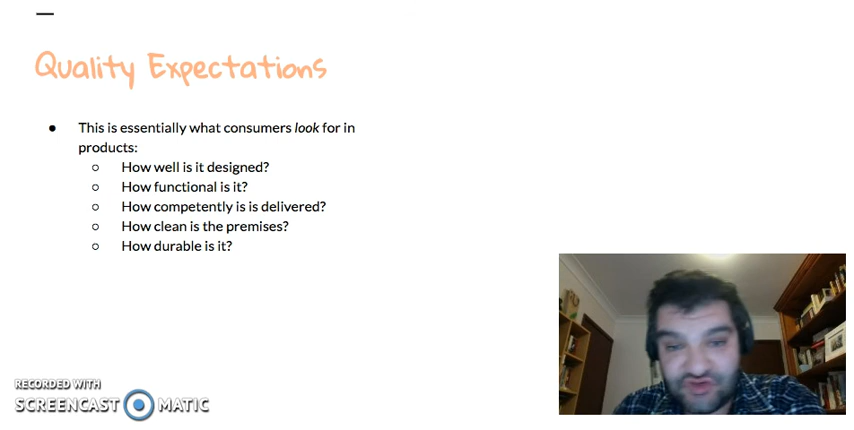 Quality Expectations
● This is essentially what consumers look for in
products:
○ How well is it designed?
○ How functional is it?
○ How competently is is delivered?
○ How clean is the premises?
○ How durable is it?
RECORDED WITH
SCREENCAST MATIC